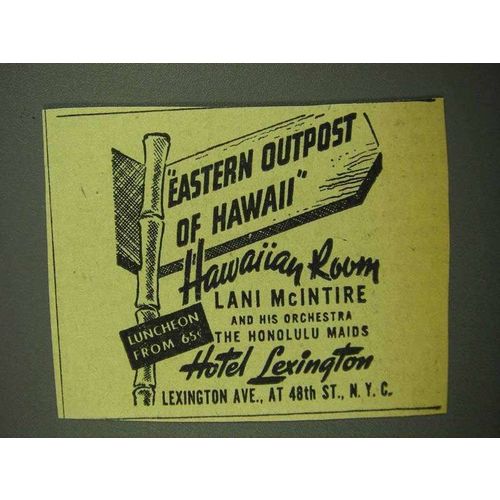 "EASTERN OUTPOST
OF HAWAII"
Hawaiian Room
LANI McINTIRE
AND HIS ORCHESTRA
THE HONOLULU MAIDS
LUNCHEON
FROM 65¢
Hotel Lexington
LEXINGTON AVE., AT 48th ST., N. Y. C.